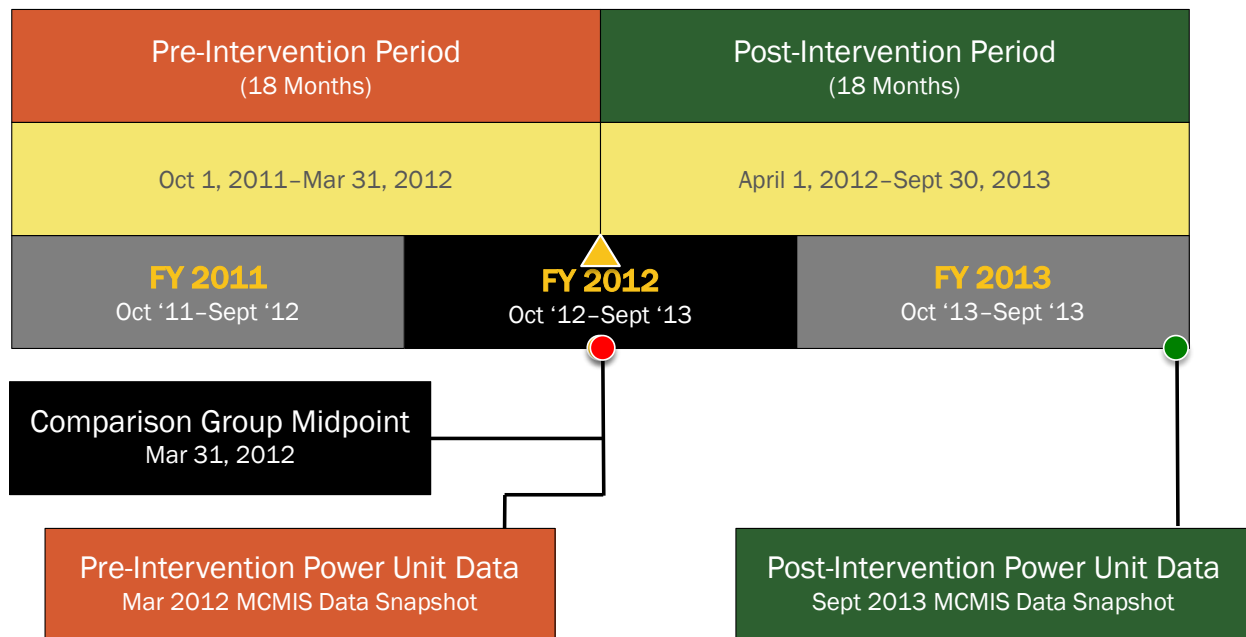 Pre-Intervention Period
(18 Months)
Post-Intervention Period
(18 Months)
Oct 1, 2011–Mar 31, 2012
April 1, 2012–Sept 30, 2013
FY 2011
Oct ‘11–Sept ‘12
FY 2012
Oct ‘12–Sept ‘13
FY 2013
Oct ‘13–Sept ‘13
Comparison Group Midpoint
Mar 31, 2012
Pre-Intervention Power Unit Data
Mar 2012 MCMIS Data Snapshot
Post-Intervention Power Unit Data
Sept 2013 MCMIS Data Snapshot